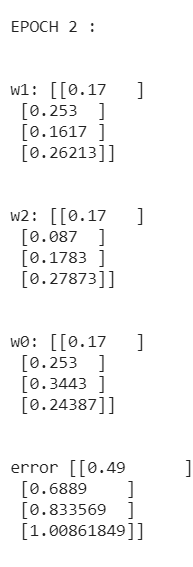 EPOCH 2 :
w1: [[0.17   ]
 [0.253  ]
 [0.1617 ]
 [0.26213]]
w2: [[0.17   ]
 [0.087  ]
 [0.1783 ]
 [0.27873]]
w0: [[0.17   ]
 [0.253  ]
 [0.3443 ]
 [0.24387]]
error [[0.49      ]
 [0.6889    ]
 [0.833569  ]
 [1.00861849]]